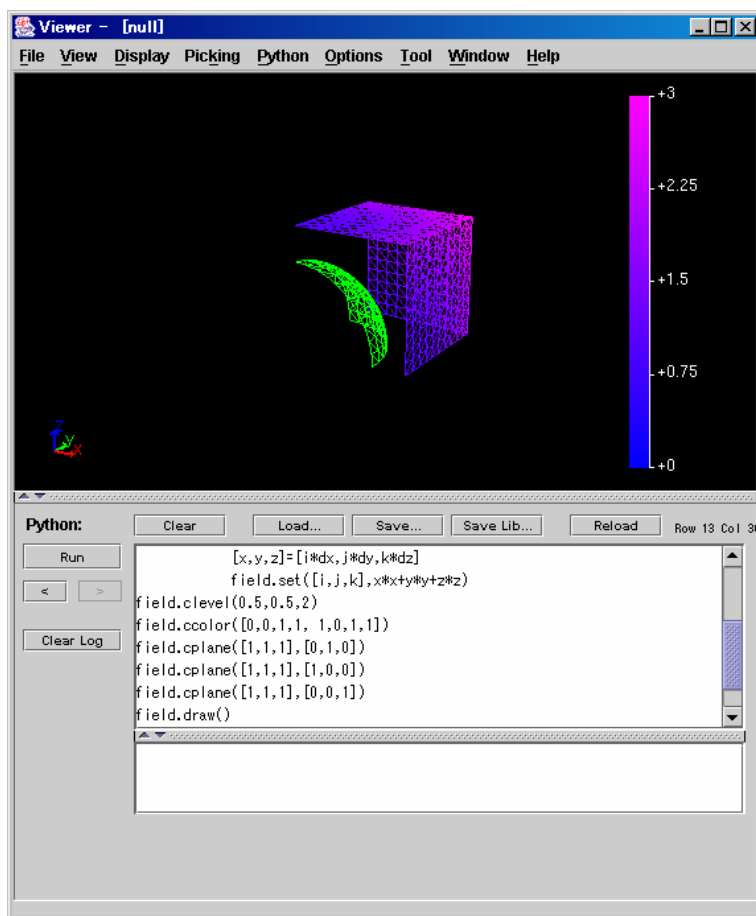 Viewer - [null]
File View Display Picking Python Options Tool Window Help
+3
+2.25
+1.5
+0.75
+0
Z
Y
X
Python:
Clear Load... Save... Save Lib... Reload Row 13 Col
Run
< >
Clear Log
[x,y,z]=[i*dx,j*dy,k*dz]
field.set([i,j,k],x*x+y*y+z*z)
field.clevel(0.5,0.5,2)
field.ccolor([0,0,1,1, 1,0,1,1])
field.cplane([1,1,1],[0,1,0])
field.cplane([1,1,1],[1,0,0])
field.cplane([1,1,1],[0,0,1])
field.draw()